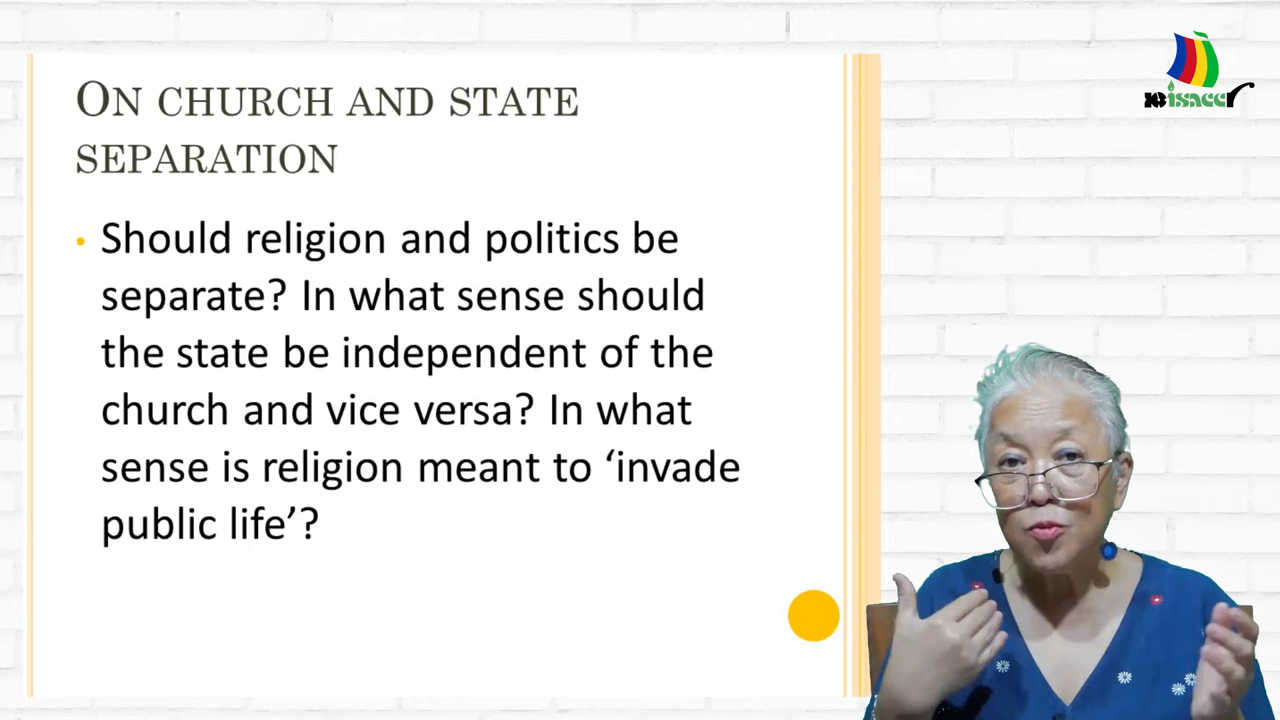 ON CHURCH AND STATE
SEPARATION
• Should religion and politics be
separate? In what sense should
the state be independent of the
church and vice versa? In what
sense is religion meant to ‘invade
public life’?
isacc